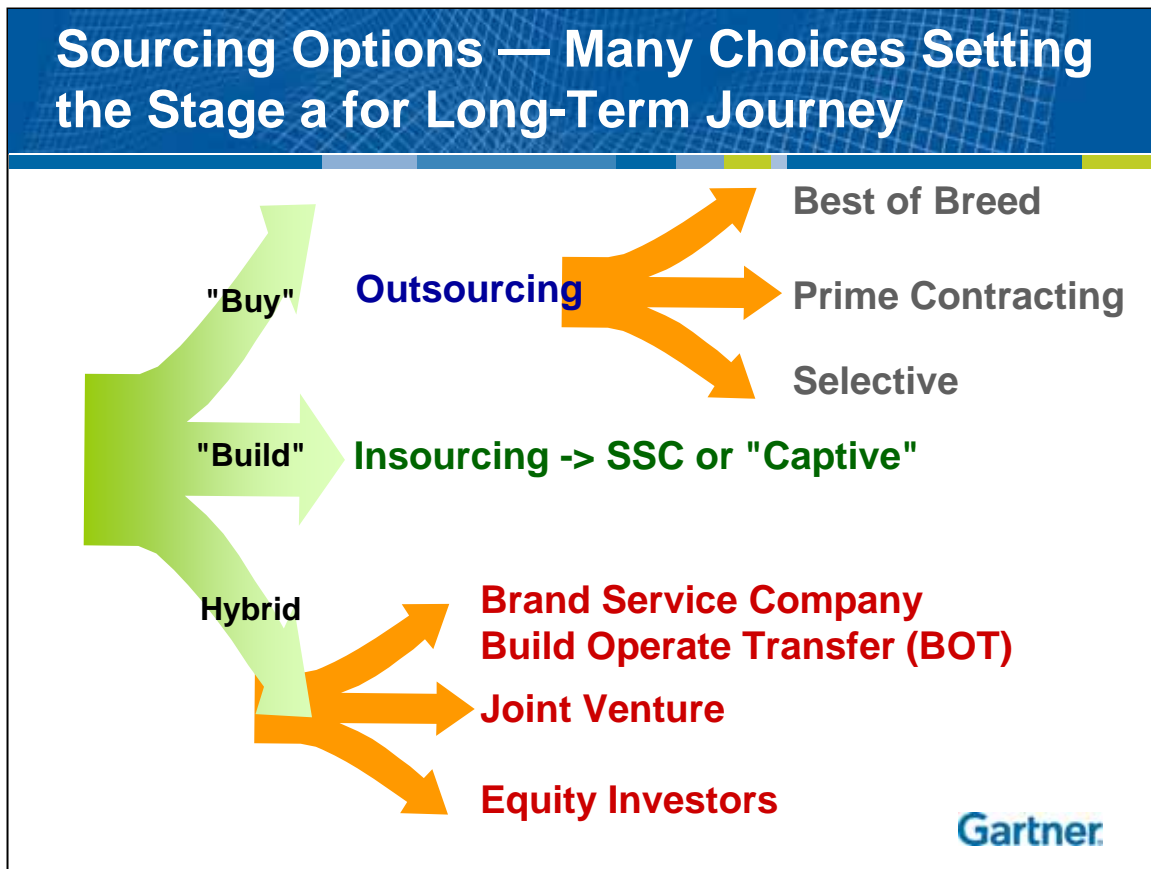 Sourcing Options — Many Choices Setting
the Stage a for Long-Term Journey
"Buy"
Outsourcing
Best of Breed
Prime Contracting
Selective
"Build"
Insourcing -> SSC or "Captive"
Hybrid
Brand Service Company
Build Operate Transfer (BOT)
Joint Venture
Equity Investors
Gartner